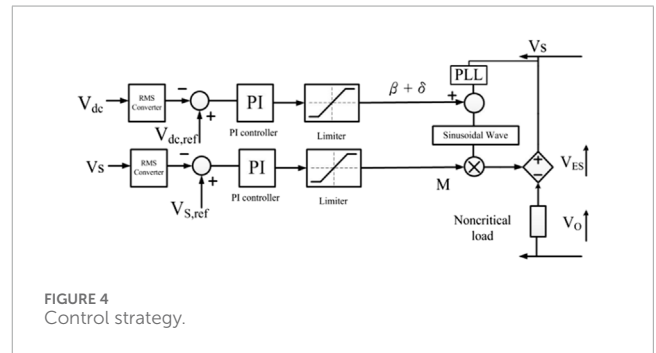 Vs
PLL
β + δ
Vdc
RMS
Converter
−
+
PI
+
Vdc,ref
PI controller
Limiter
Sinusoidal Wave
Vs
RMS
Converter
−
+
PI
M
+
−
VES
VS,ref
PI controller
Limiter
Noncritical
load
Vo
FIGURE 4
Control strategy.